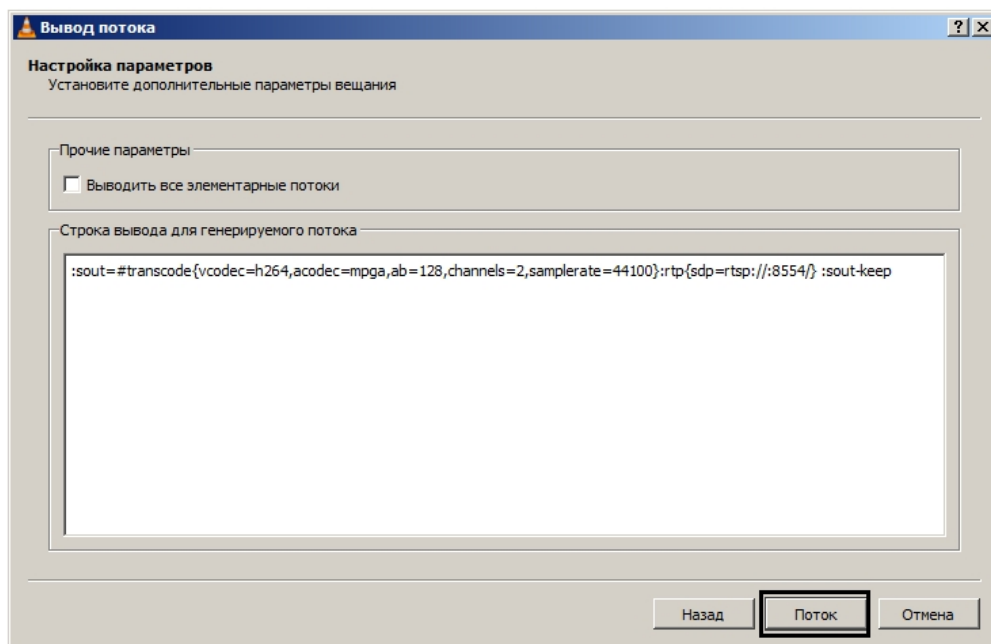 Вывод потока
Настройка параметров
Установите дополнительные параметры вещания
Прочие параметры
Выводить все элементарные потоки
Строка вывода для генерируемого потока
:sout=#transcode{vcodec=h264,acodec=mpga,ab=128,channels=2,samplerate=44100}:rtp{sdp=rtsp://:8554/} :sout-keep
Назад Поток Отмена